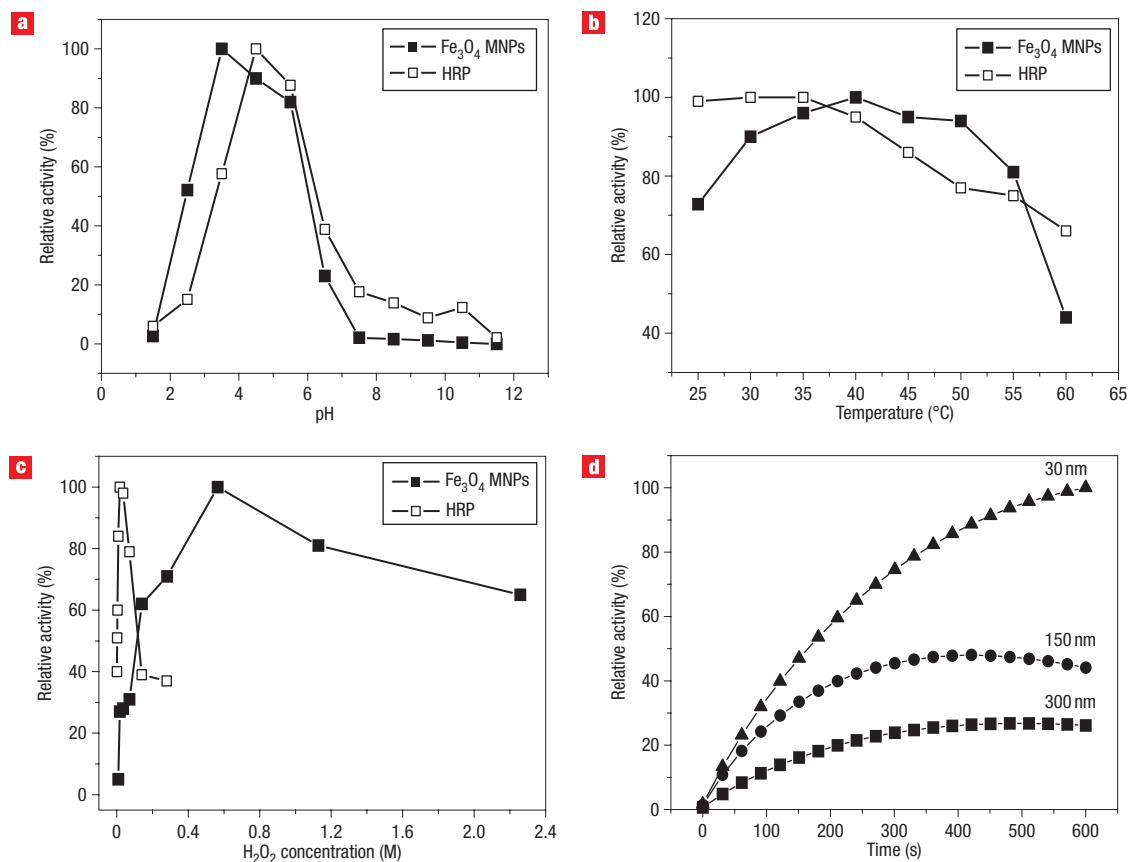 a
Fe₃O₄ MNPs
HRP
100
80
60
40
20
0
Relative activity (%)
0 2 4 6 8 10 12
pH
b
Fe₃O₄ MNPs
HRP
120
100
80
60
40
Relative activity (%)
25 30 35 40 45 50 55 60 65
Temperature (°C)
c
Fe₃O₄ MNPs
HRP
100
80
60
40
20
0
Relative activity (%)
0 0.4 0.8 1.2 1.6 2.0 2.4
H₂O₂ concentration (M)
d
30 nm
150 nm
300 nm
100
80
60
40
20
0
Relative activity (%)
0 100 200 300 400 500 600
Time (s)